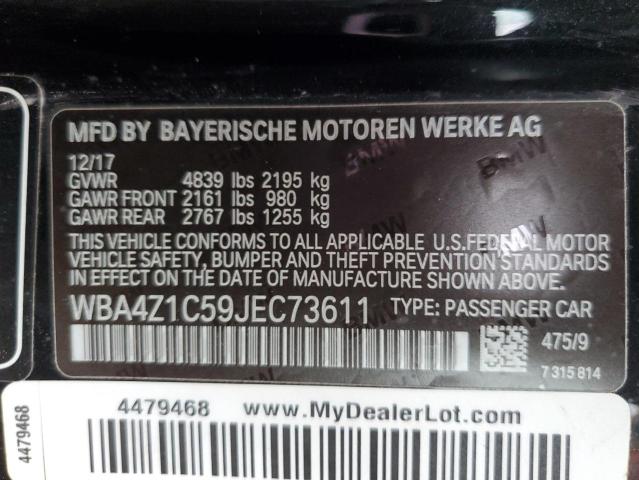 MFD BY BAYERISCHE MOTOREN WERKE AG
12/17
GVWR 4839 lbs 2195 kg
GAWR FRONT 2161 lbs 980 kg
GAWR REAR 2767 lbs 1255 kg
THIS VEHICLE CONFORMS TO ALL APPLICABLE U.S.FEDERAL MOTOR
VEHICLE SAFETY, BUMPER AND THEFT PREVENTION STANDARDS
IN EFFECT ON THE DATE OF MANUFACTURE SHOWN ABOVE.
WBA4Z1C59JEC73611 TYPE: PASSENGER CAR
475/9
7 315 814
4479468 www.MyDealerLot.com
4479468
BMW
BMW
BMW